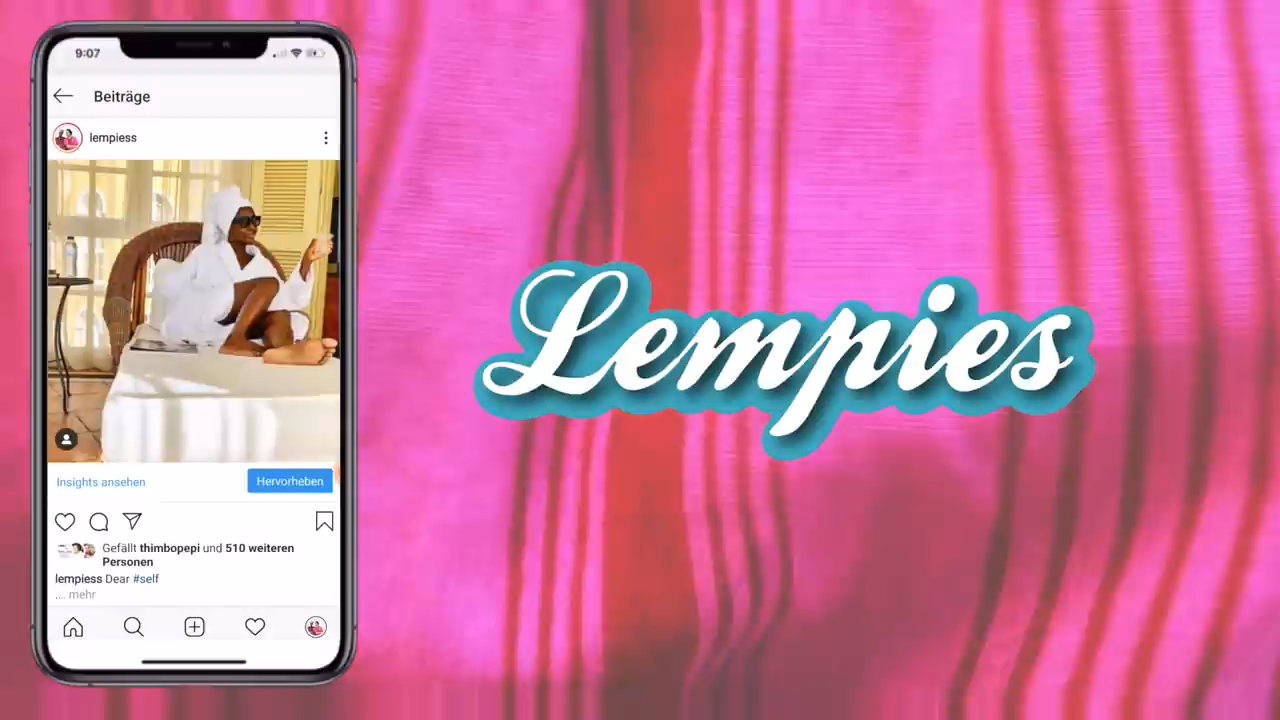 9:07
Beiträge
lempiess
Insights ansehen
Hervorheben
Gefällt thimbopepi und 510 weiteren
Personen
lempiess Dear #self
.... mehr
Lempies